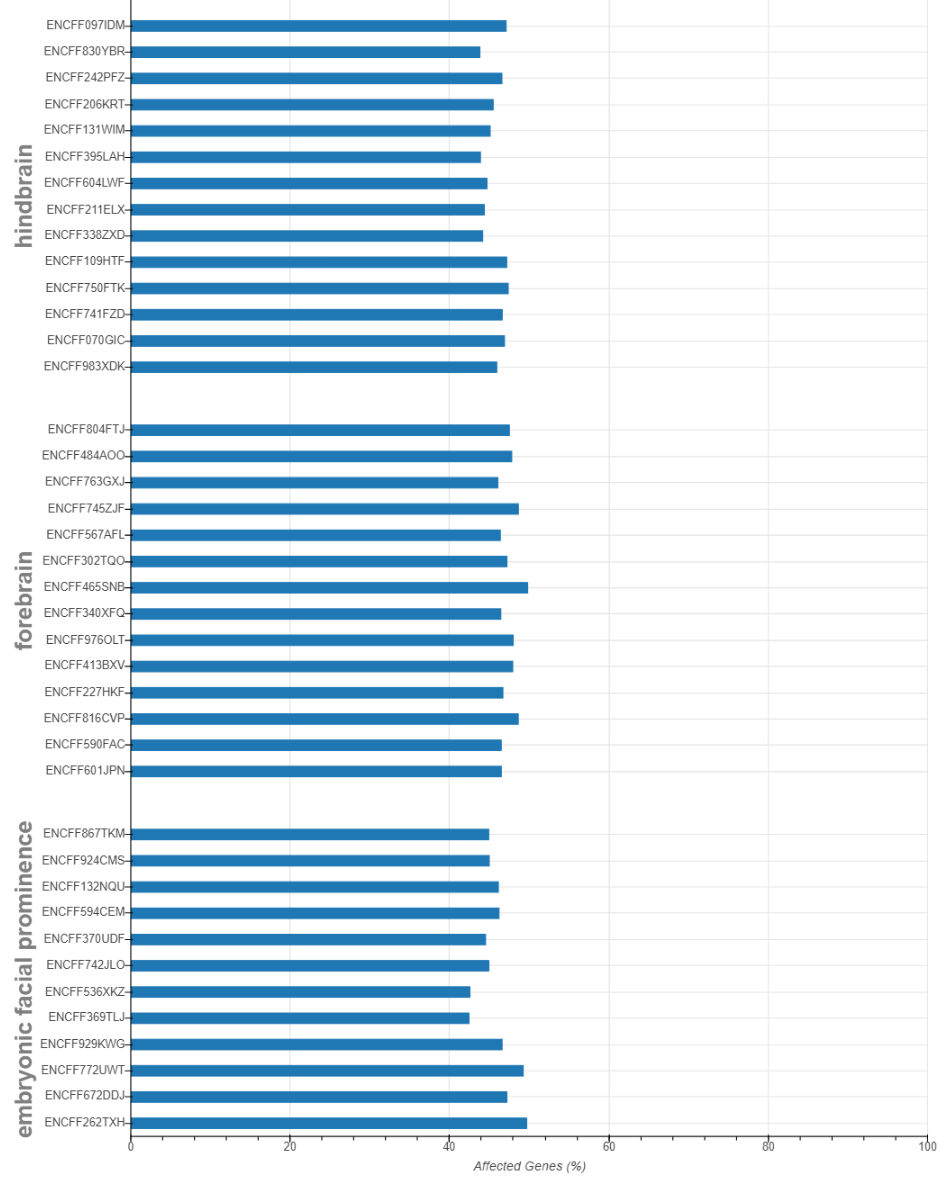 hindbrain
ENCFF097IDM
ENCFF830YBR
ENCFF242PFZ
ENCFF206KRT
ENCFF131WIM
ENCFF395LAH
ENCFF604LWF
ENCFF211ELX
ENCFF338ZXD
ENCFF109HTF
ENCFF750FTK
ENCFF741FZD
ENCFF070GIC
ENCFF983XDK
forebrain
ENCFF804FTJ
ENCFF484AOO
ENCFF763GXJ
ENCFF745ZJF
ENCFF567AFL
ENCFF302TQO
ENCFF465SNB
ENCFF340XFQ
ENCFF976OLT
ENCFF413BXV
ENCFF227HKF
ENCFF816CVP
ENCFF590FAC
ENCFF601JPN
embryonic facial prominence
ENCFF867TKM
ENCFF924CMS
ENCFF132NQU
ENCFF594CEM
ENCFF370UDF
ENCFF742JLO
ENCFF536XKZ
ENCFF369TLJ
ENCFF929KWG
ENCFF772UWT
ENCFF672DDJ
ENCFF262TXH
0 20 40 60 80 100
Affected Genes (%)